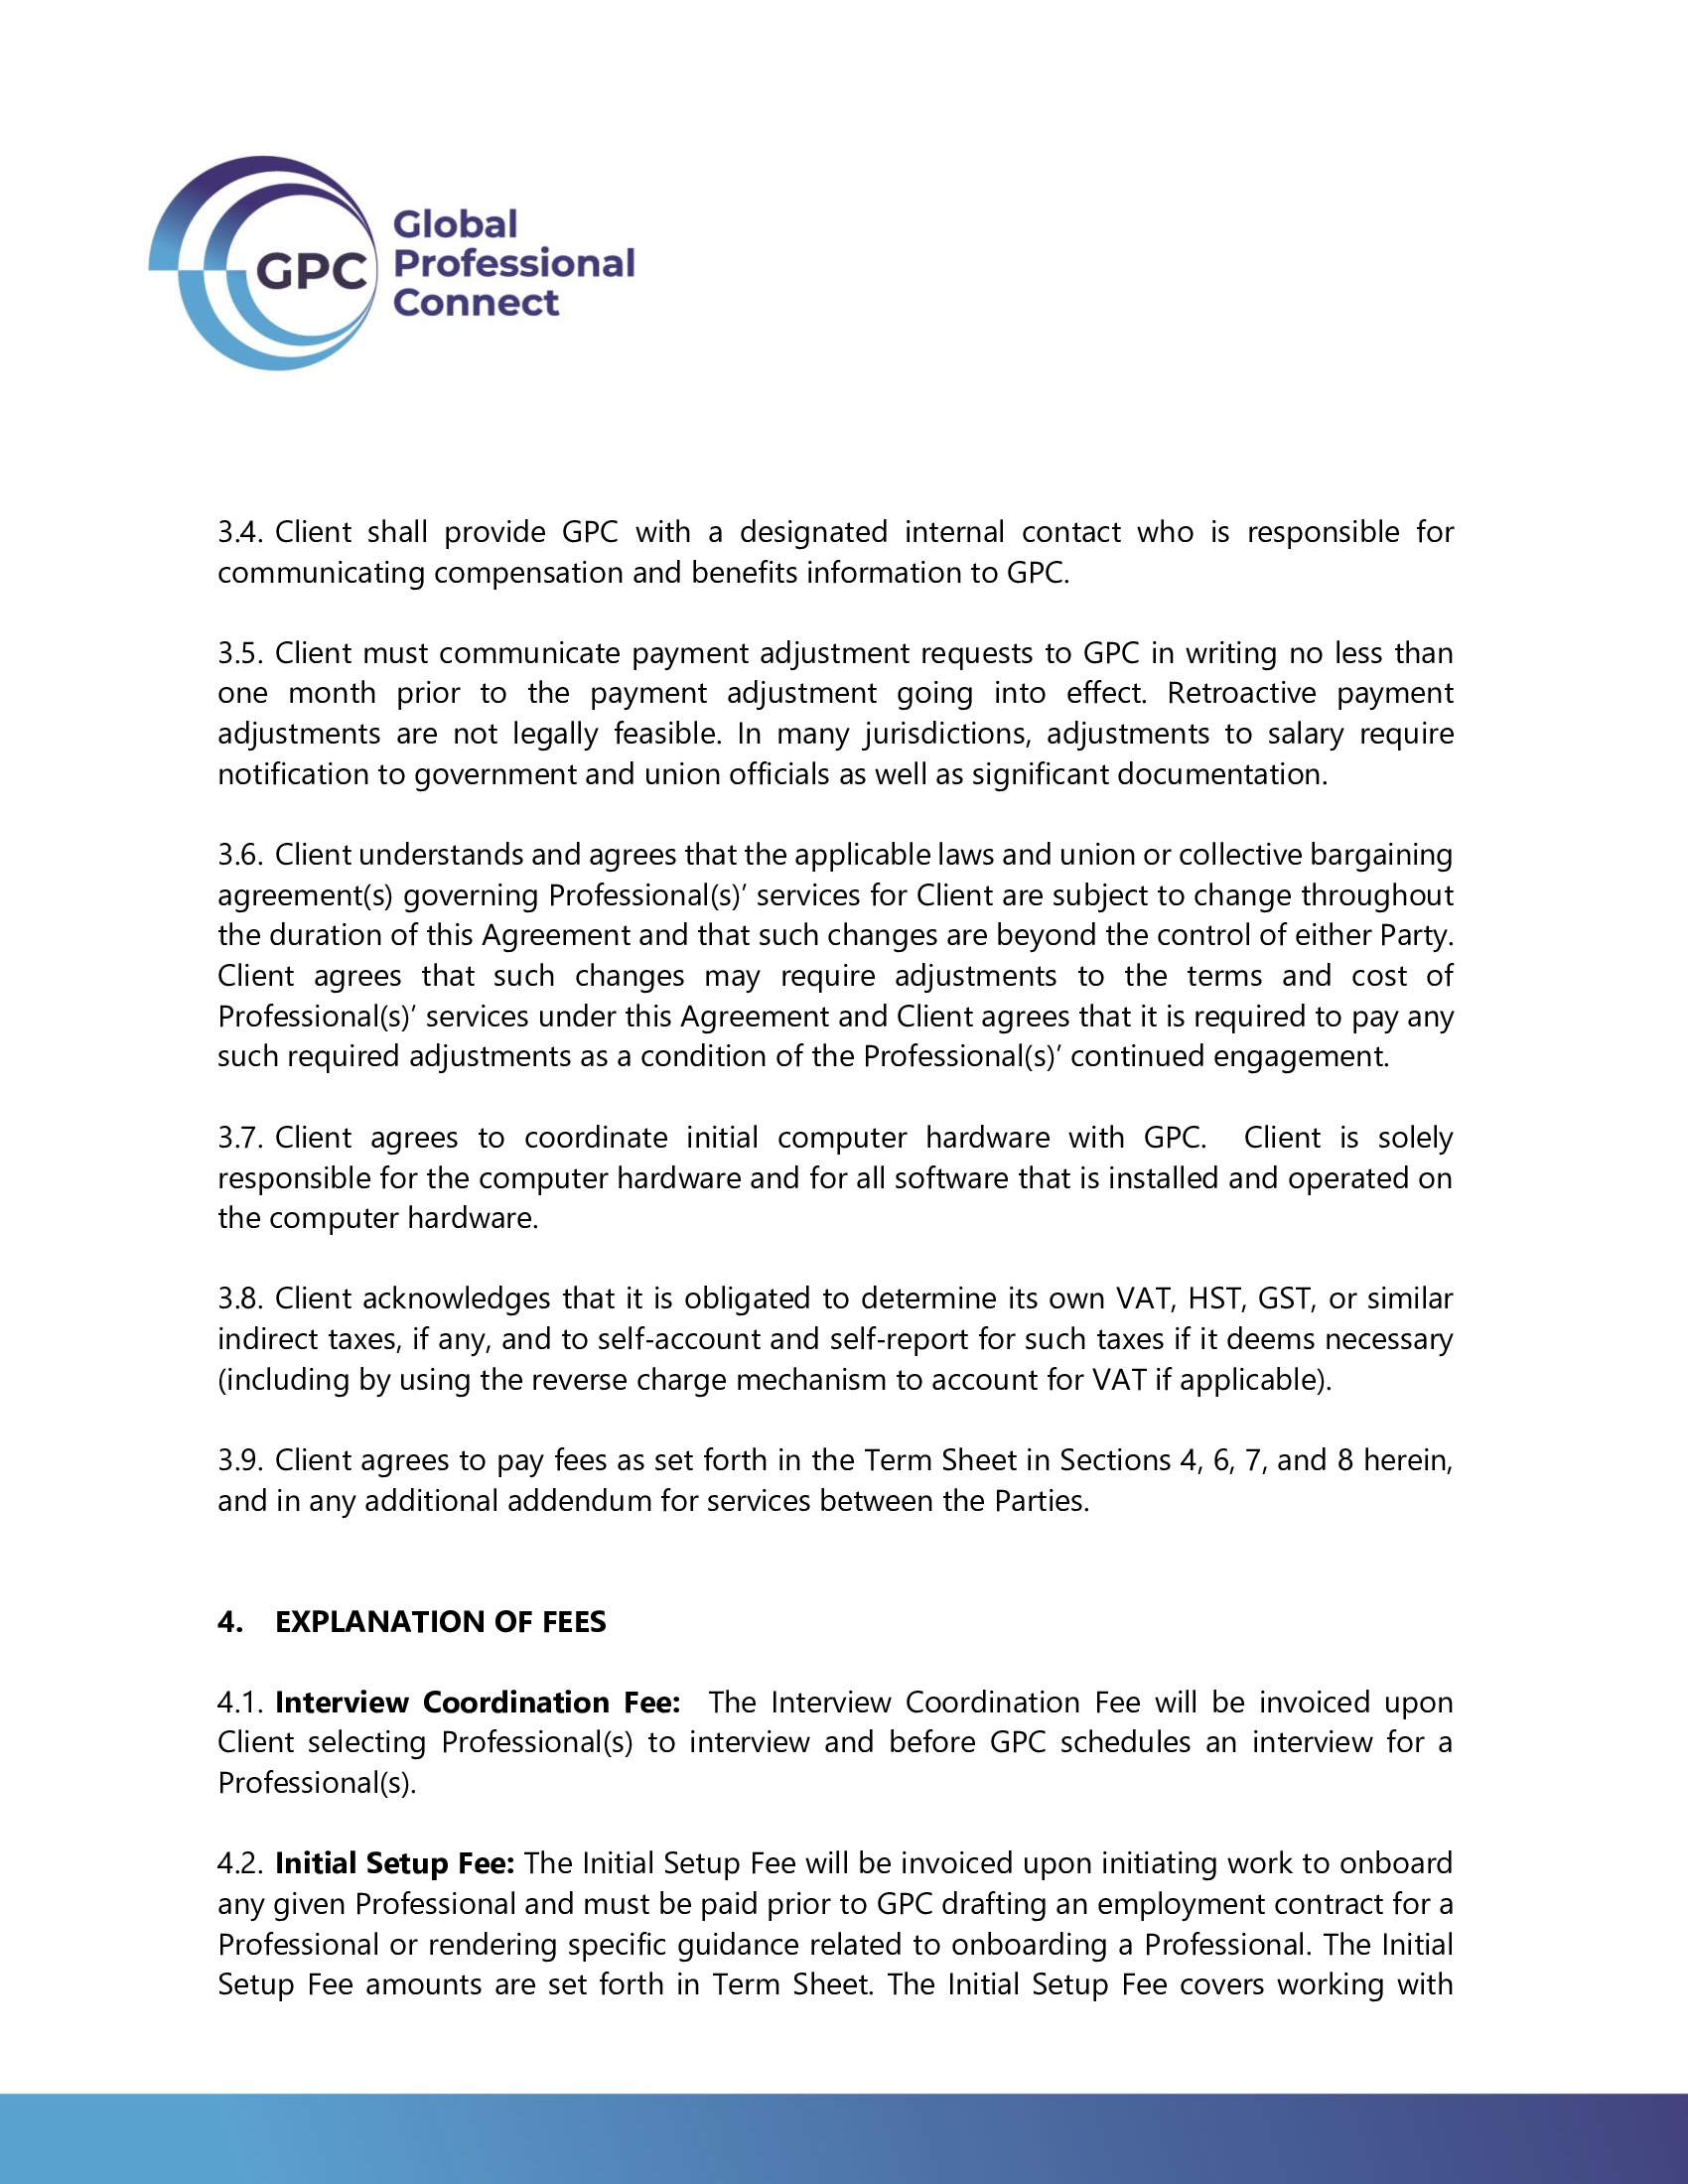 GPC
Global
Professional
Connect
3.4. Client shall provide GPC with a designated internal contact who is responsible for
communicating compensation and benefits information to GPC.
3.5. Client must communicate payment adjustment requests to GPC in writing no less than
one month prior to the payment adjustment going into effect. Retroactive payment
adjustments are not legally feasible. In many jurisdictions, adjustments to salary require
notification to government and union officials as well as significant documentation.
3.6. Client understands and agrees that the applicable laws and union or collective bargaining
agreement(s) governing Professional(s)’ services for Client are subject to change throughout
the duration of this Agreement and that such changes are beyond the control of either Party.
Client agrees that such changes may require adjustments to the terms and cost of
Professional(s)’ services under this Agreement and Client agrees that it is required to pay any
such required adjustments as a condition of the Professional(s)’ continued engagement.
3.7. Client agrees to coordinate initial computer hardware with GPC.  Client is solely
responsible for the computer hardware and for all software that is installed and operated on
the computer hardware.
3.8. Client acknowledges that it is obligated to determine its own VAT, HST, GST, or similar
indirect taxes, if any, and to self-account and self-report for such taxes if it deems necessary
(including by using the reverse charge mechanism to account for VAT if applicable).
3.9. Client agrees to pay fees as set forth in the Term Sheet in Sections 4, 6, 7, and 8 herein,
and in any additional addendum for services between the Parties.
4. EXPLANATION OF FEES
4.1. Interview Coordination Fee:  The Interview Coordination Fee will be invoiced upon
Client selecting Professional(s) to interview and before GPC schedules an interview for a
Professional(s).
4.2. Initial Setup Fee: The Initial Setup Fee will be invoiced upon initiating work to onboard
any given Professional and must be paid prior to GPC drafting an employment contract for a
Professional or rendering specific guidance related to onboarding a Professional. The Initial
Setup Fee amounts are set forth in Term Sheet. The Initial Setup Fee covers working with